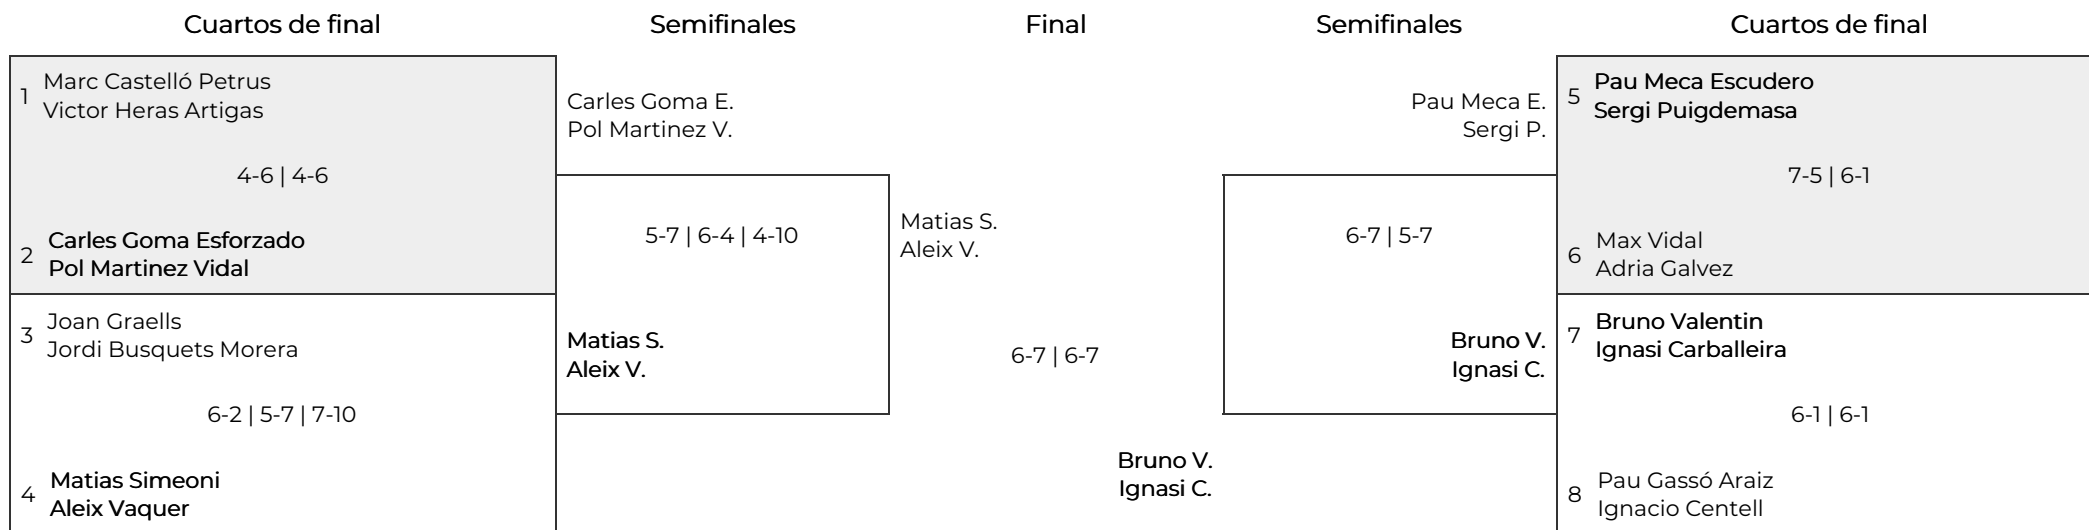 Cuartos de final
Semifinales
Final
Semifinales
Cuartos de final
1
Marc Castelló Petrus
Victor Heras Artigas
4-6 | 4-6
2
Carles Goma Esforzado
Pol Martinez Vidal
3
Joan Graells
Jordi Busquets Morera
6-2 | 5-7 | 7-10
4
Matias Simeoni
Aleix Vaquer
Carles Goma E.
Pol Martinez V.
5-7 | 6-4 | 4-10
Matias S.
Aleix V.
Matias S.
Aleix V.
6-7 | 6-7
Bruno V.
Ignasi C.
Pau Meca E.
Sergi P.
6-7 | 5-7
Bruno V.
Ignasi C.
5
Pau Meca Escudero
Sergi Puigdemasa
7-5 | 6-1
6
Max Vidal
Adria Galvez
7
Bruno Valentin
Ignasi Carballeira
6-1 | 6-1
8
Pau Gassó Araiz
Ignacio Centell